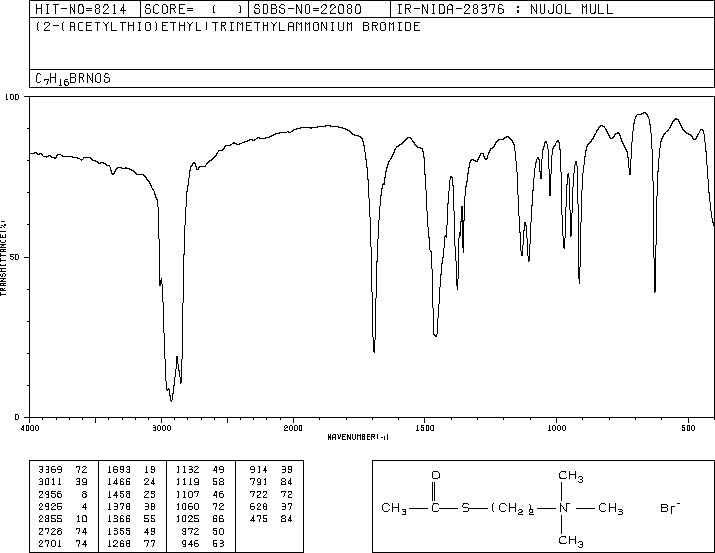 HIT-NO=8214 SCORE= ( ) SDBS-NO=22080 IR-NIDA-28376 : NUJOL MULL
(2-(ACETYLTHIO)ETHYL)TRIMETHYLAMMONIUM BROMIDE
C7H16BRNOS
100
50
0
TRANSMITTANCE(%)
4000 3000 2000 1500 1000 500
WAVENUMBER(-1)
3369 72 1693 19 1132 49 914 39
3011 39 1466 24 1119 58 791 84
2956 8 1458 25 1107 46 722 72
2925 4 1378 38 1060 72 628 37
2855 10 1366 55 1025 66 475 84
2728 74 1355 49 972 50
2701 74 1268 77 946 53
O
CH3 C S (CH2)2 N+ CH3 Br-
CH3
CH3